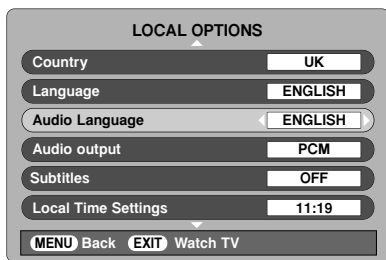 LOCAL OPTIONS
Country UK
Language ENGLISH
Audio Language ENGLISH
Audio output PCM
Subtitles OFF
Local Time Settings 11:19
MENU Back EXIT Watch TV